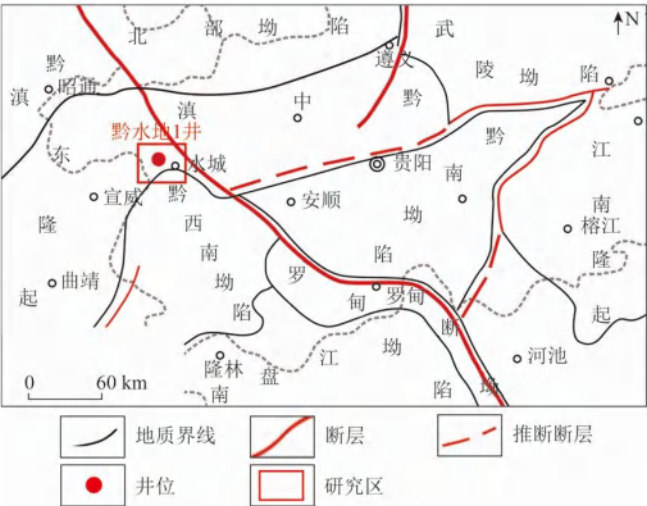 黔北部坳陷
武陵坳陷
N
昭通
遵义
滇东隆起
滇黔中
黔水地1井
水城
贵阳
宣威
安顺
黔南坳陷
江南隆起
榕江
黔西南坳陷
曲靖
罗甸断坳
罗甸
隆林
南盘江坳陷
河池
0 60 km
地质界线
断层
推断断层
井位
研究区